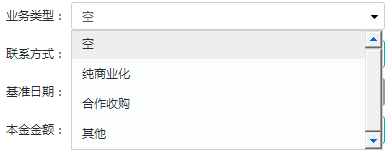 业务类型： 空
空
联系方式：
纯商业化
基准日期：
合作收购
本金金额：
其他